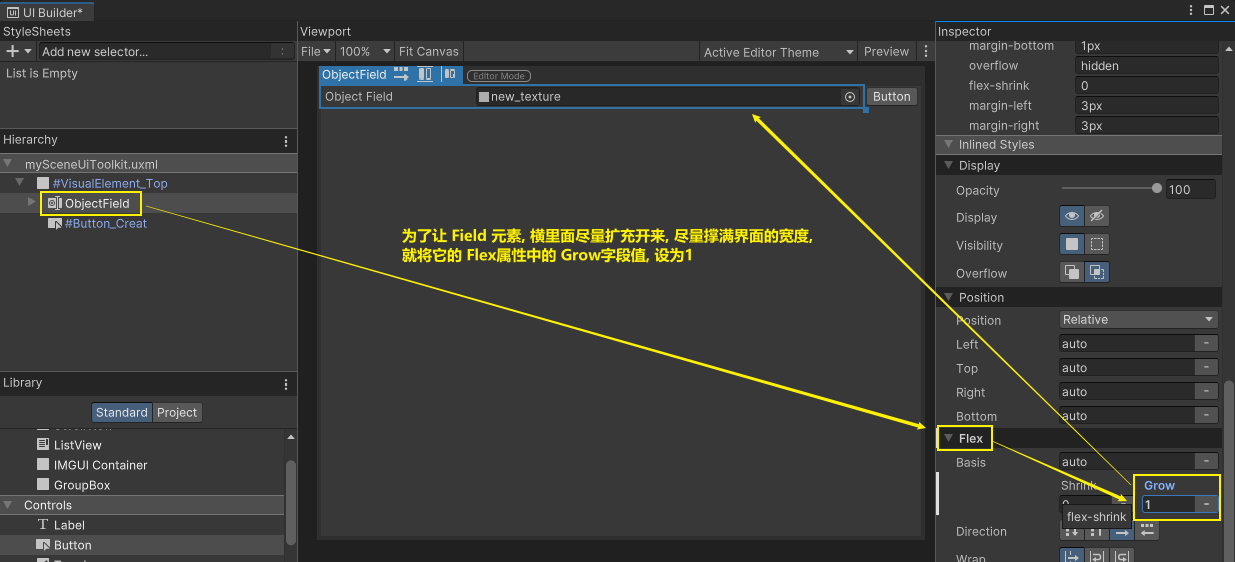 UI Builder*
StyleSheets
Add new selector...
List is Empty
Hierarchy
mySceneUiToolkit.uxml
#VisualElement_Top
ObjectField
#Button_Creat
Library
Standard
Project
ListView
IMGUI Container
GroupBox
Controls
Label
Button
Viewport
File
100%
Fit Canvas
Active Editor Theme
Preview
ObjectField
Editor Mode
Object Field
new_texture
Button
为了让 Field 元素, 横里面尽量扩充开来, 尽量撑满界面的宽度,
就将它的 Flex属性中的 Grow字段值, 设为1
Inspector
margin-bottom 1px
overflow hidden
flex-shrink 0
margin-left 3px
margin-right 3px
Inlined Styles
Display
Opacity 100
Display
Visibility
Overflow
Position
Position Relative
Left auto
Top auto
Right auto
Bottom auto
Flex
Basis auto
Shrink Grow
1
flex-shrink
Direction
Wrap